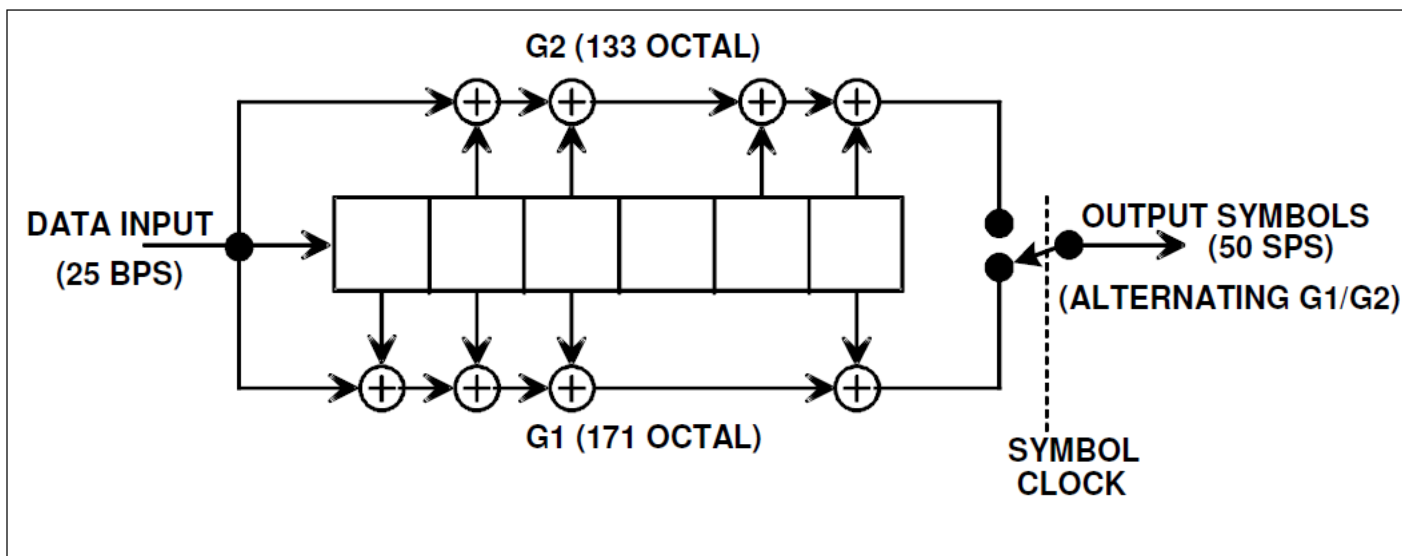 G2 (133 OCTAL)
DATA INPUT
(25 BPS)
OUTPUT SYMBOLS
(50 SPS)
(ALTERNATING G1/G2)
G1 (171 OCTAL)
SYMBOL
CLOCK